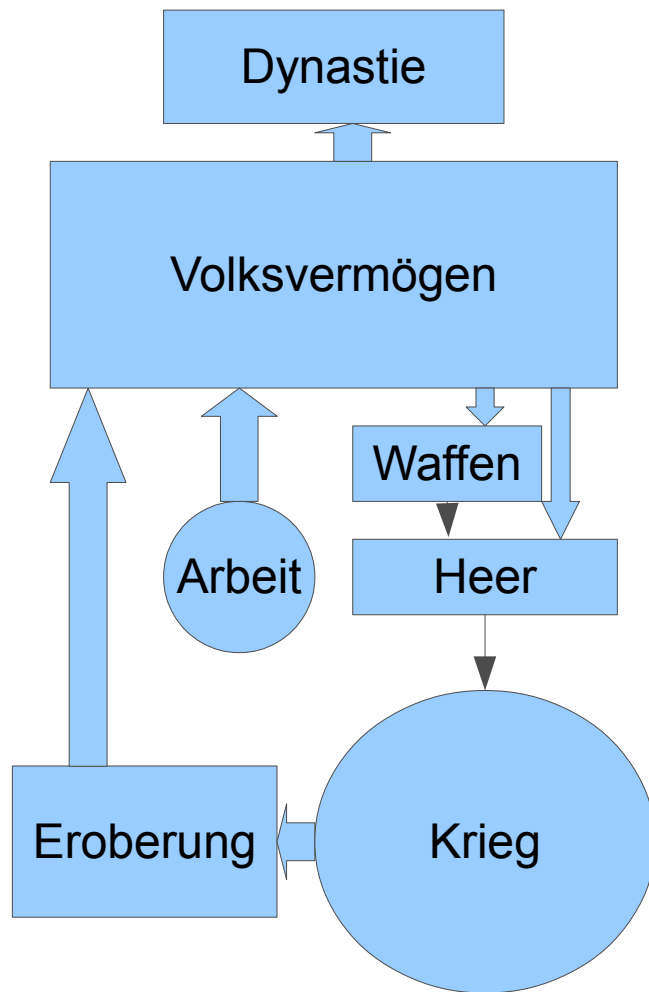 Dynastie
Volksvermögen
Waffen
Arbeit
Heer
Eroberung
Krieg